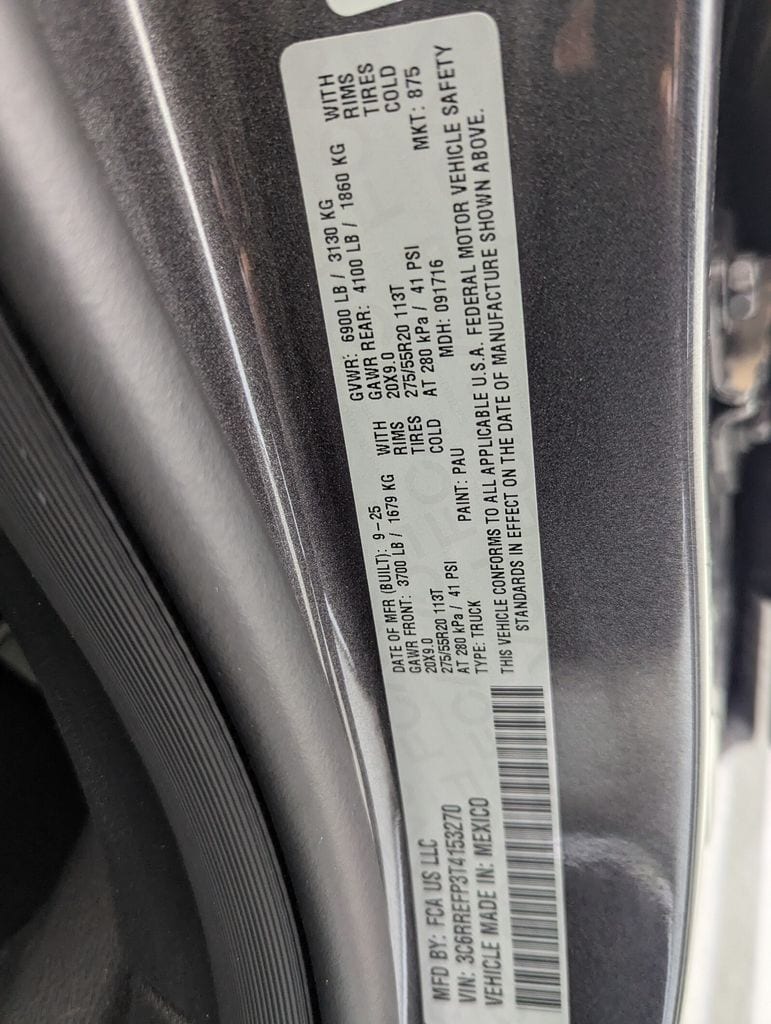 MFD BY: FCA US LLC
VIN: 3C6RREFP3T4153270
VEHICLE MADE IN: MEXICO
DATE OF MFR (BUILT): 9-25
GVWR: 6900 LB / 3130 KG
GAWR FRONT: 3700 LB / 1679 KG WITH
GAWR REAR: 4100 LB / 1860 KG WITH
20X9.0 RIMS
20X9.0 RIMS
275/55R20 113T TIRES
275/55R20 113T TIRES
AT 280 kPa / 41 PSI COLD
AT 280 kPa / 41 PSI COLD
TYPE: TRUCK PAINT: PAU MDH: 091716 MKT: 875
THIS VEHICLE CONFORMS TO ALL APPLICABLE U.S.A. FEDERAL MOTOR VEHICLE SAFETY
STANDARDS IN EFFECT ON THE DATE OF MANUFACTURE SHOWN ABOVE.